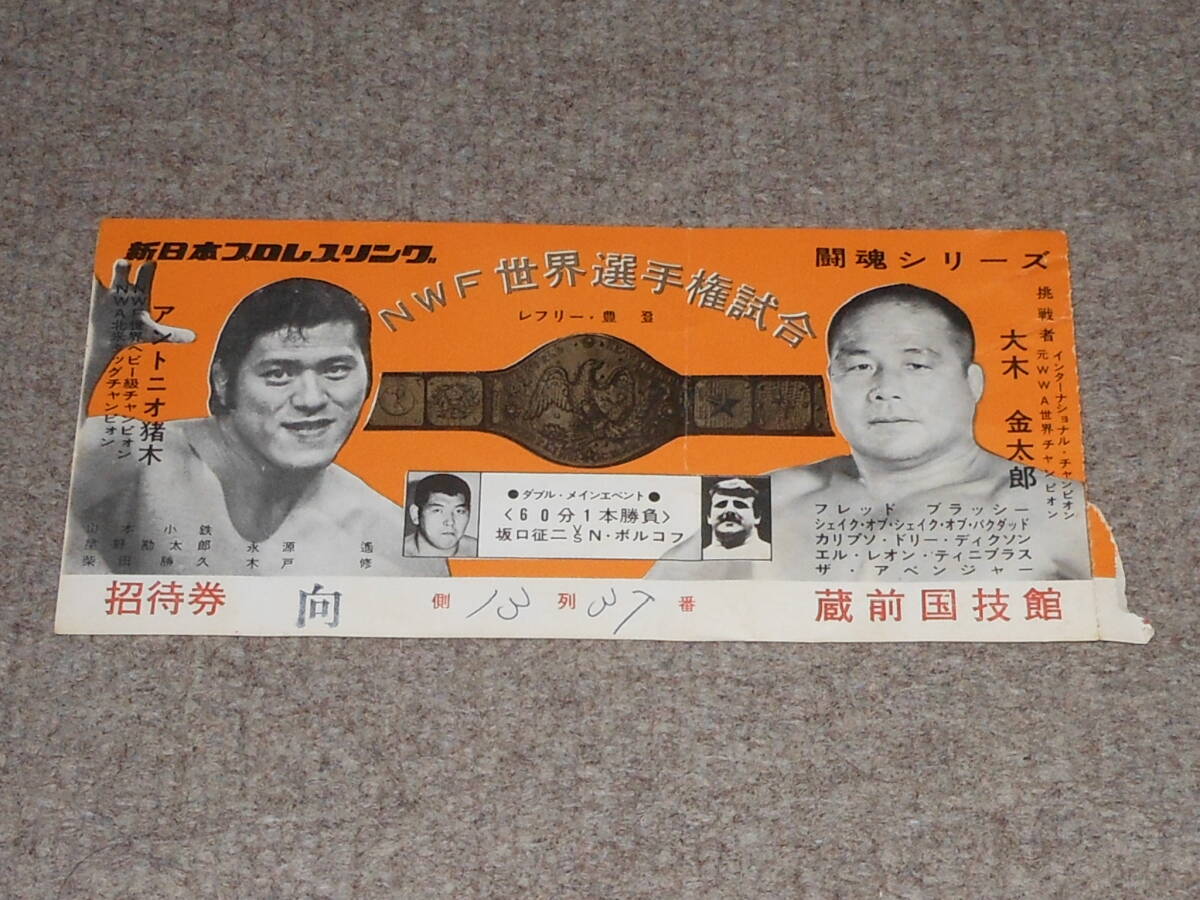 新日本プロレスリング
闘魂シリーズ
NWF世界選手権試合
レフリー・豊登
アントニオ猪木
NWF世界ヘビー級チャンピオン
NWA北米タッグチャンピオン
挑戦者
大木 金太郎
インターナショナル・チャンピオン
元WWA世界チャンピオン
●ダブル・メインエベント●
〈60分1本勝負〉
坂口征二VSN・ボルコフ
山本小鉄
星野勘太郎 永源遙
柴田勝久 木戸修
フレッド ブラッシー
シェイク・オブ・シェイク・オブ・バクダッド
カリプソ・ドリー・ディクソン
エル・レオン・ティニブラス
ザ・アベンジャー
招待券 向 側 13 列 37 番 蔵前国技館